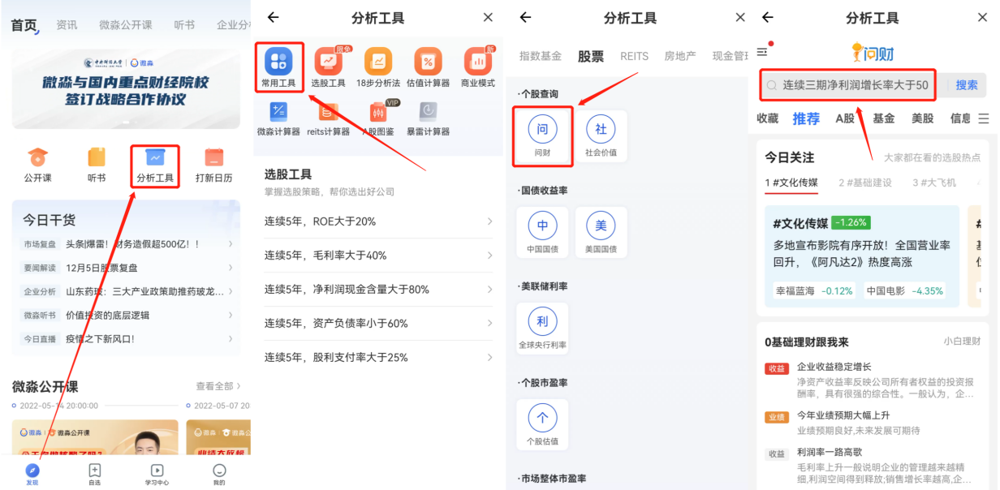 首页 资讯 微淼公开课 听书 企业分
中央财经大学 微淼
微淼与国内重点财经院校
签订战略合作协议
公开课 听书 分析工具 打新日历
今日干货
市场复盘 头条|爆雷！财务造假超500亿！！
要闻解读 12月5日股票复盘
企业分析 山东药玻：三大产业政策助推药玻龙...
微淼听书 价值投资的底层逻辑
今日直播 疫情之下新风口!
微淼公开课 查看全部
2022-05-14 20:00:00 2022-05-07 20
微淼 微淼公开课 微淼 微淼公开课
发现 自选 学习中心 我的
分析工具
限免 新
常用工具 选股工具 18步分析法 估值计算器 商业模式
VIP
微淼计算器 reits计算器 A股图鉴 暴雷计算器
选股工具
掌握选股策略，帮你选出好公司
连续5年，ROE大于20%
连续5年，毛利率大于40%
连续5年，净利润现金含量大于80%
连续5年，资产负债率小于60%
连续5年，股利支付率大于25%
分析工具
指数基金 股票 REITS 房地产 现金管
·个股查询
问 社
问财 社会价值
·国债收益率
中 美
中国国债 美国国债
·美联储利率
利
全球央行利率
·个股市盈率
个
个股估值
·市场整体市盈率
分析工具
问财
连续三期净利润增长率大于50 搜索
收藏 推荐 A股 基金 美股 信息
今日关注 大家都在看的选股热点
1 #文化传媒 2 #基础建设 3 #大飞机
#文化传媒 -1.26%
多地宣布影院有序开放！全国营业率
回升，《阿凡达2》热度高涨
幸福蓝海 -0.12% 中国电影 -4.35%
0基础理财跟我来 小白理财
收益 企业收益稳定增长
净资产收益率反映公司所有者权益的投资报
酬率，具有很强的综合性。一般认为，企...
业绩 今年业绩预期大幅上升
业绩预期良好,未来发展可期待
收益 利润率一路高歌
毛利率上升一般说明企业的管理越来越精
细,利润空间得到释放;销售增长率越高,企...